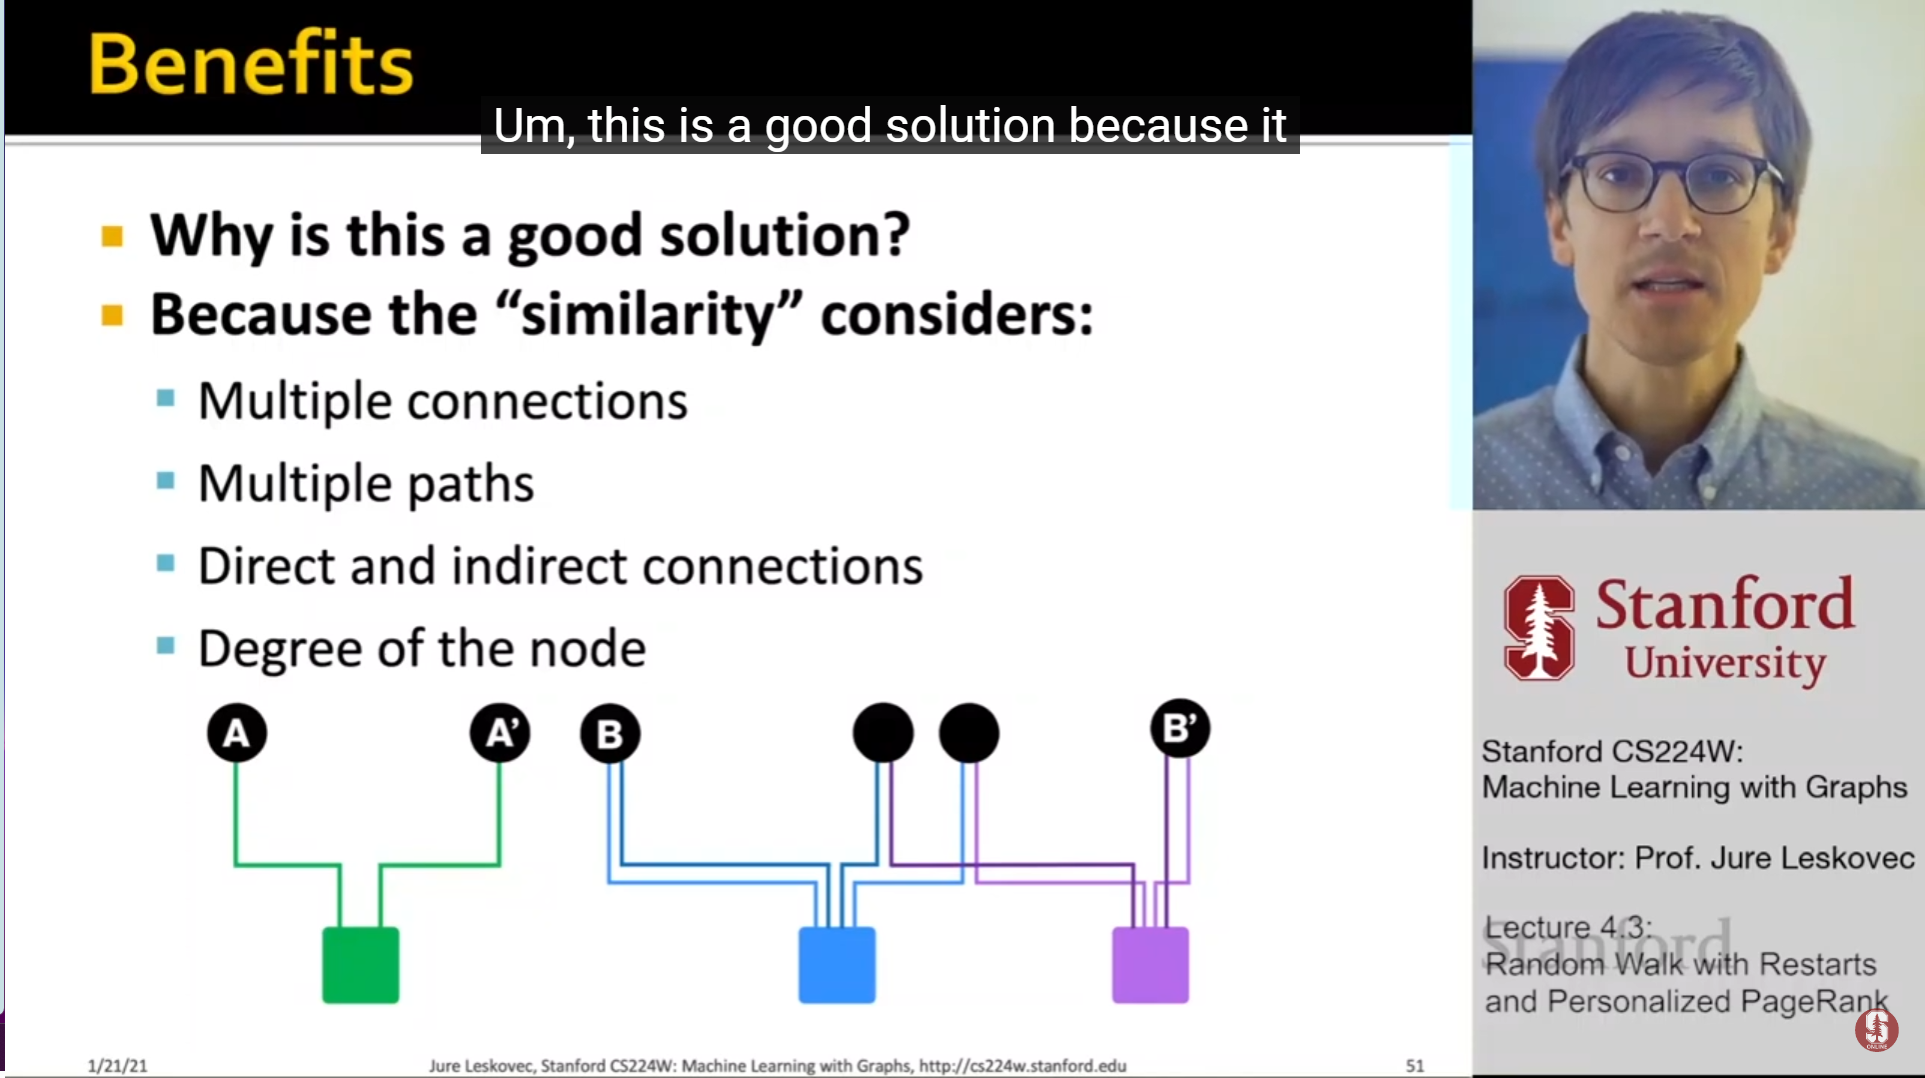 Benefits
Um, this is a good solution because it
Why is this a good solution?
Because the “similarity” considers:
Multiple connections
Multiple paths
Direct and indirect connections
Degree of the node
A
A’
B
B’
1/21/21
Jure Leskovec, Stanford CS224W: Machine Learning with Graphs, http://cs224w.stanford.edu
51
Stanford
University
Stanford CS224W:
Machine Learning with Graphs
Instructor: Prof. Jure Leskovec
Stanford
Lecture 4.3:
Random Walk with Restarts
and Personalized PageRank
S
ONLINE